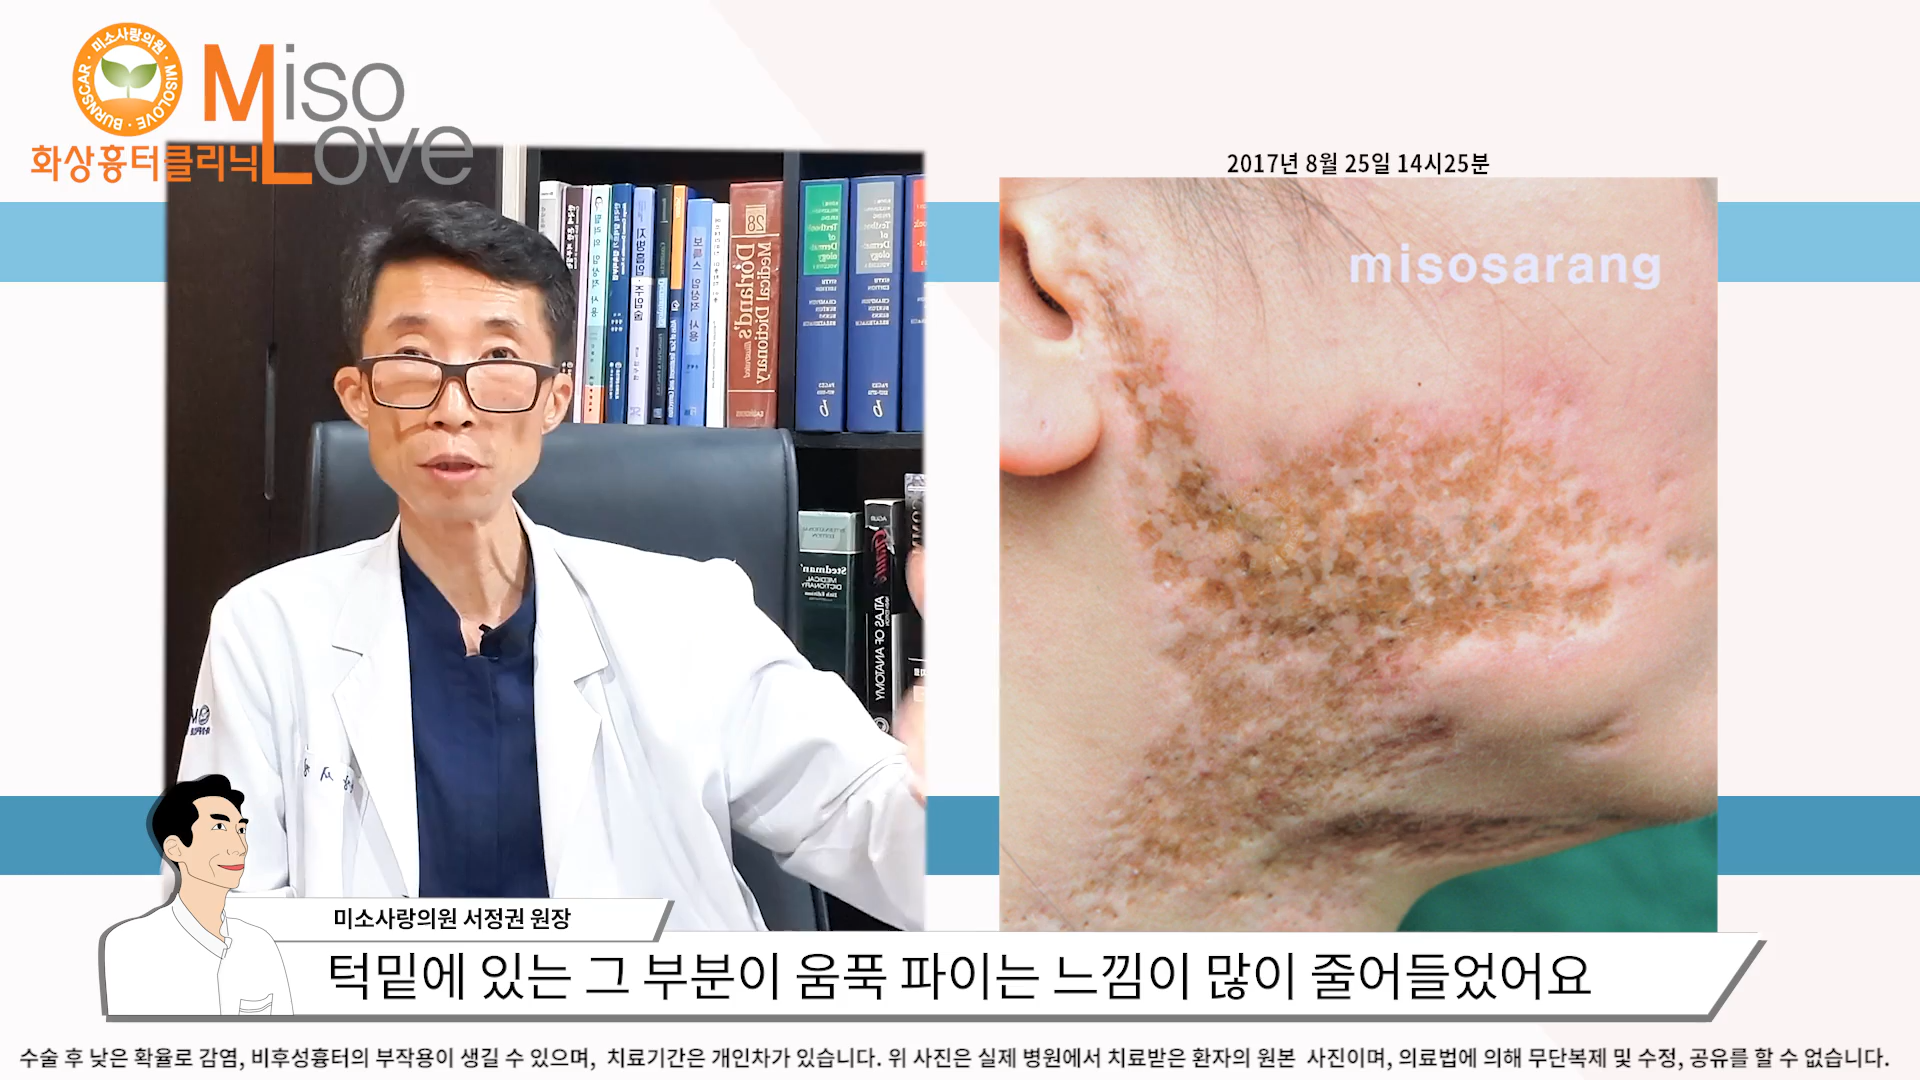 미소사랑의원
BURNSCAR · MISOLOVE
Miso
Love
화상흉터클리닉
2017년 8월 25일 14시25분
misosarang
28
Dorland's
Illustrated
Medical Dictionary
Textbook
of
Dermatology
Stedman's
MEDICAL
DICTIONARY
ATLAS OF ANATOMY
미소사랑의원 서정권 원장
턱밑에 있는 그 부분이 움푹 파이는 느낌이 많이 줄어들었어요
수술 후 낮은 확율로 감염, 비후성흉터의 부작용이 생길 수 있으며, 치료기간은 개인차가 있습니다. 위 사진은 실제 병원에서 치료받은 환자의 원본 사진이며, 의료법에 의해 무단복제 및 수정, 공유를 할 수 없습니다.